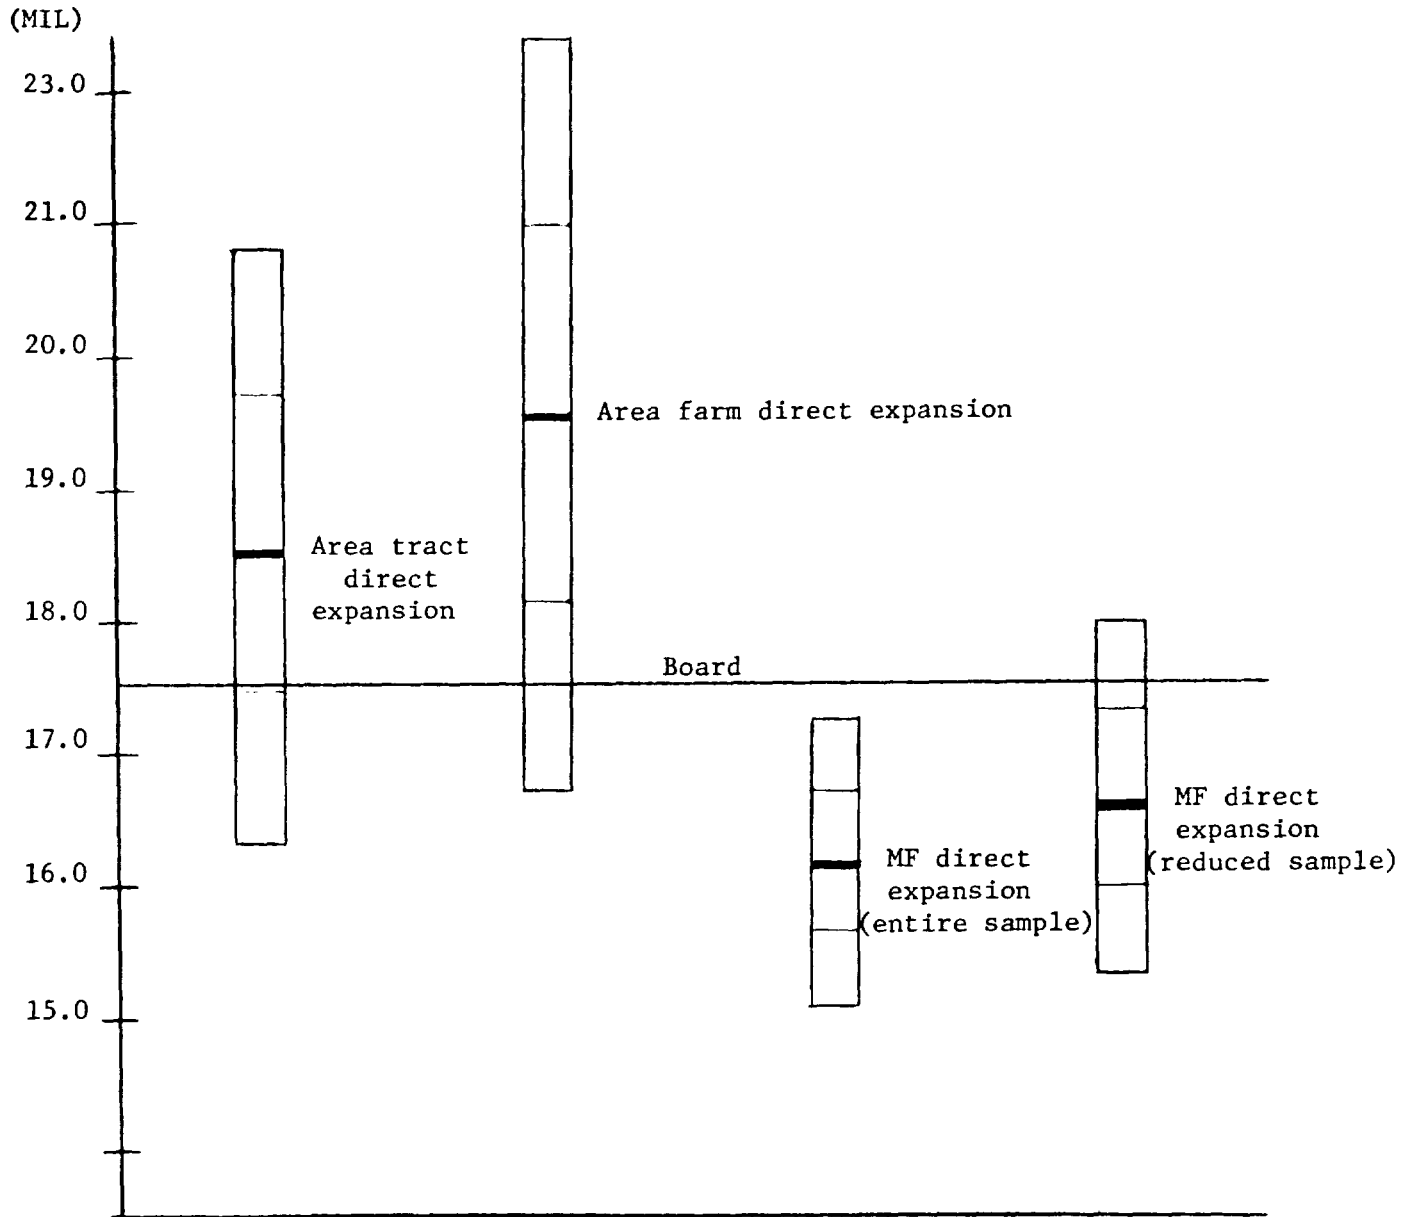 (MIL)
23.0
21.0
20.0
19.0
18.0
17.0
16.0
15.0
Area farm direct expansion
Area tract
direct
expansion
Board
MF direct
expansion
(reduced sample)
MF direct
expansion
(entire sample)